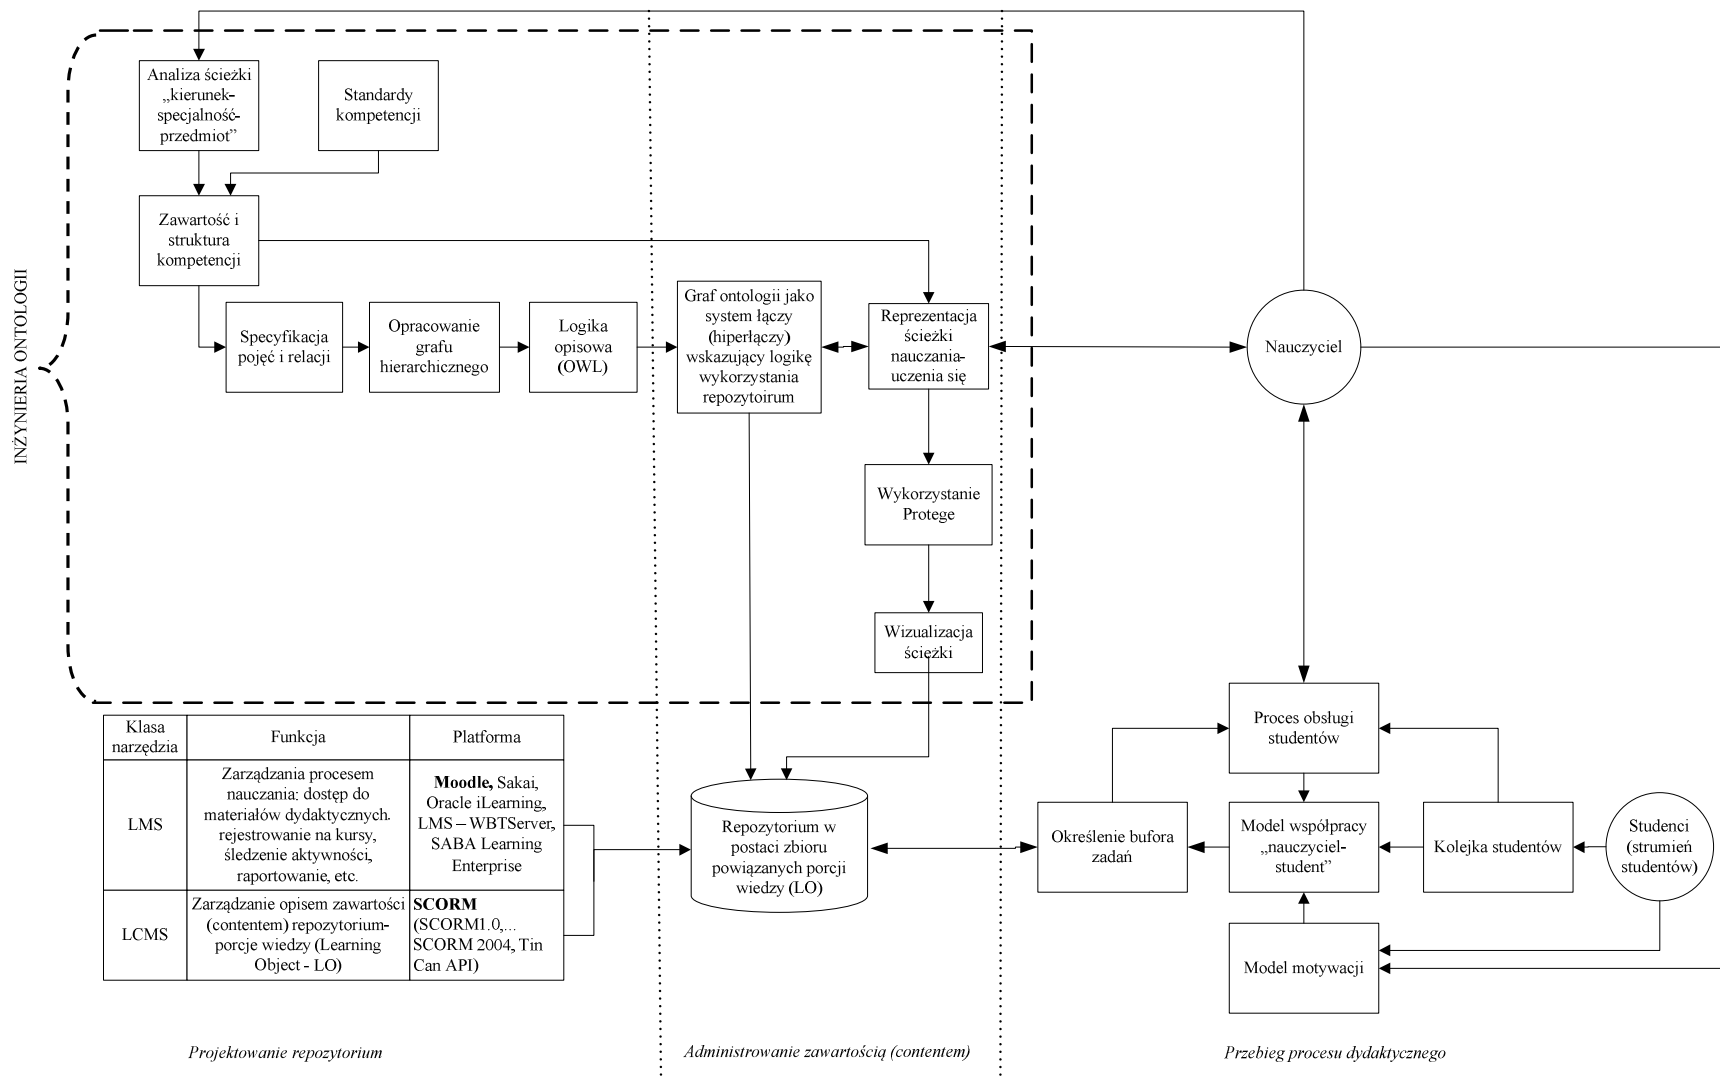 INŻYNIERIA ONTOLOGII
Analiza ścieżki
„kierunek-
specjalność-
przedmiot”
Standardy
kompetencji
Zawartość i
struktura
kompetencji
Specyfikacja
pojęć i relacji
Opracowanie
grafu
hierarchicznego
Logika
opisowa
(OWL)
Graf ontologii jako
system łączy
(hiperłączy)
wskazujący logikę
wykorzystania
repozytoirum
Reprezentacja
ścieżki
nauczania-
uczenia się
Nauczyciel
Wykorzystanie
Protege
Wizualizacja
ścieżki
Klasa
narzędzia
Funkcja
Platforma
LMS
Zarządzania procesem
nauczania: dostęp do
materiałów dydaktycznych.
rejestrowanie na kursy,
śledzenie aktywności,
raportowanie, etc.
Moodle, Sakai,
Oracle iLearning,
LMS – WBTServer,
SABA Learning
Enterprise
LCMS
Zarządzanie opisem zawartości
(contentem) repozytorium-
porcje wiedzy (Learning
Object - LO)
SCORM
(SCORM1.0,...
SCORM 2004, Tin
Can API)
Repozytorium w
postaci zbioru
powiązanych porcji
wiedzy (LO)
Proces obsługi
studentów
Określenie bufora
zadań
Model współpracy
„nauczyciel-
student”
Kolejka studentów
Studenci
(strumień
studentów)
Model motywacji
Projektowanie repozytorium
Administrowanie zawartością (contentem)
Przebieg procesu dydaktycznego